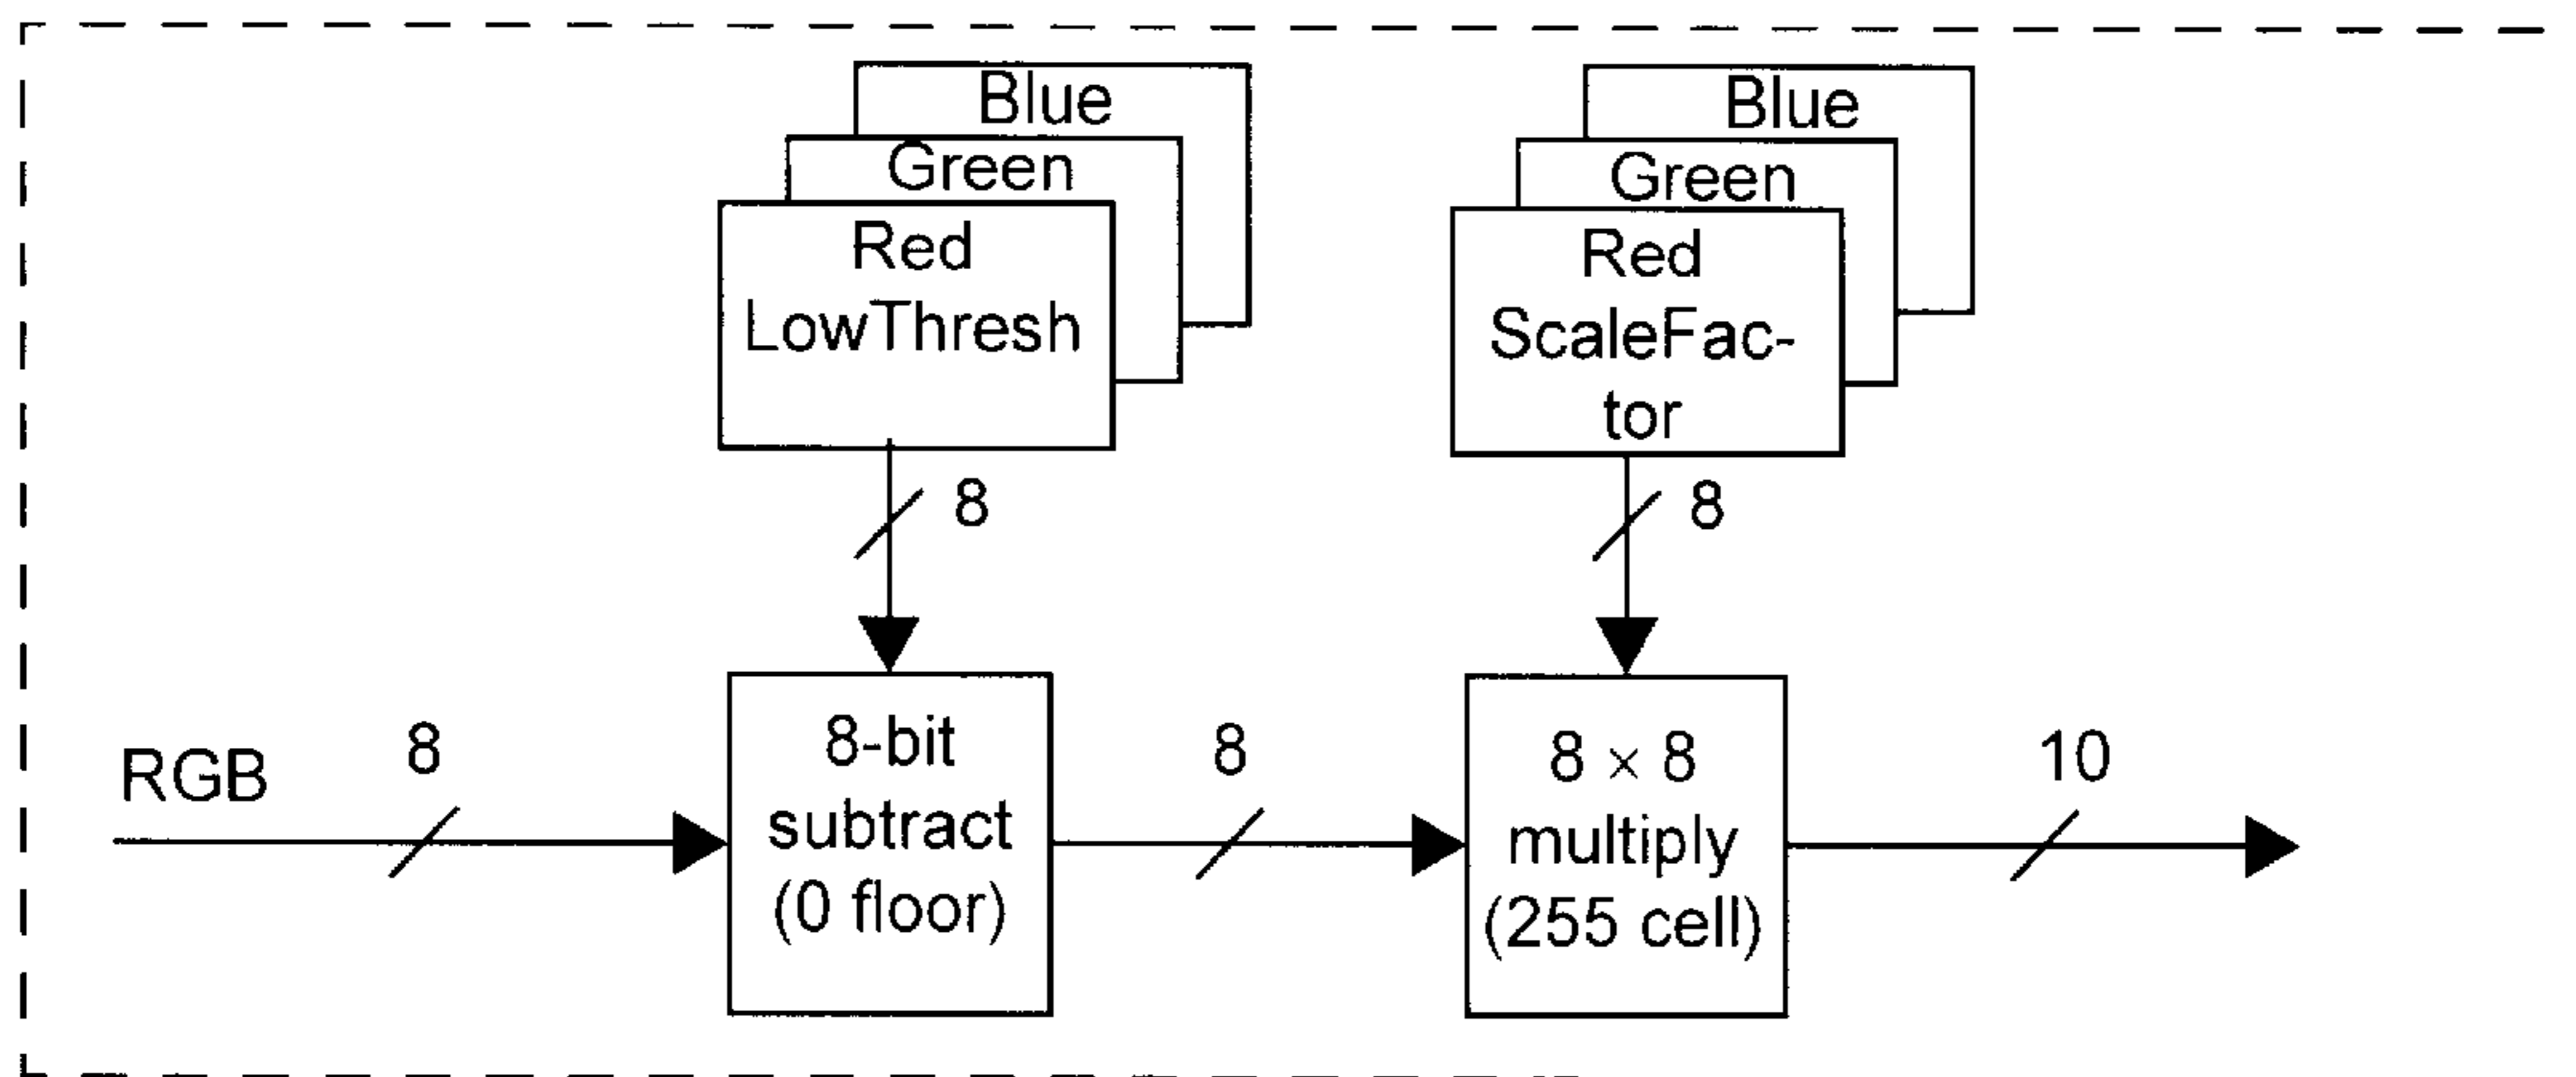 Blue
Green
Red
LowThresh
8
Blue
Green
Red
ScaleFac-
tor
8
RGB
8
8-bit
subtract
(0 floor)
8
8 × 8
multiply
(255 cell)
10